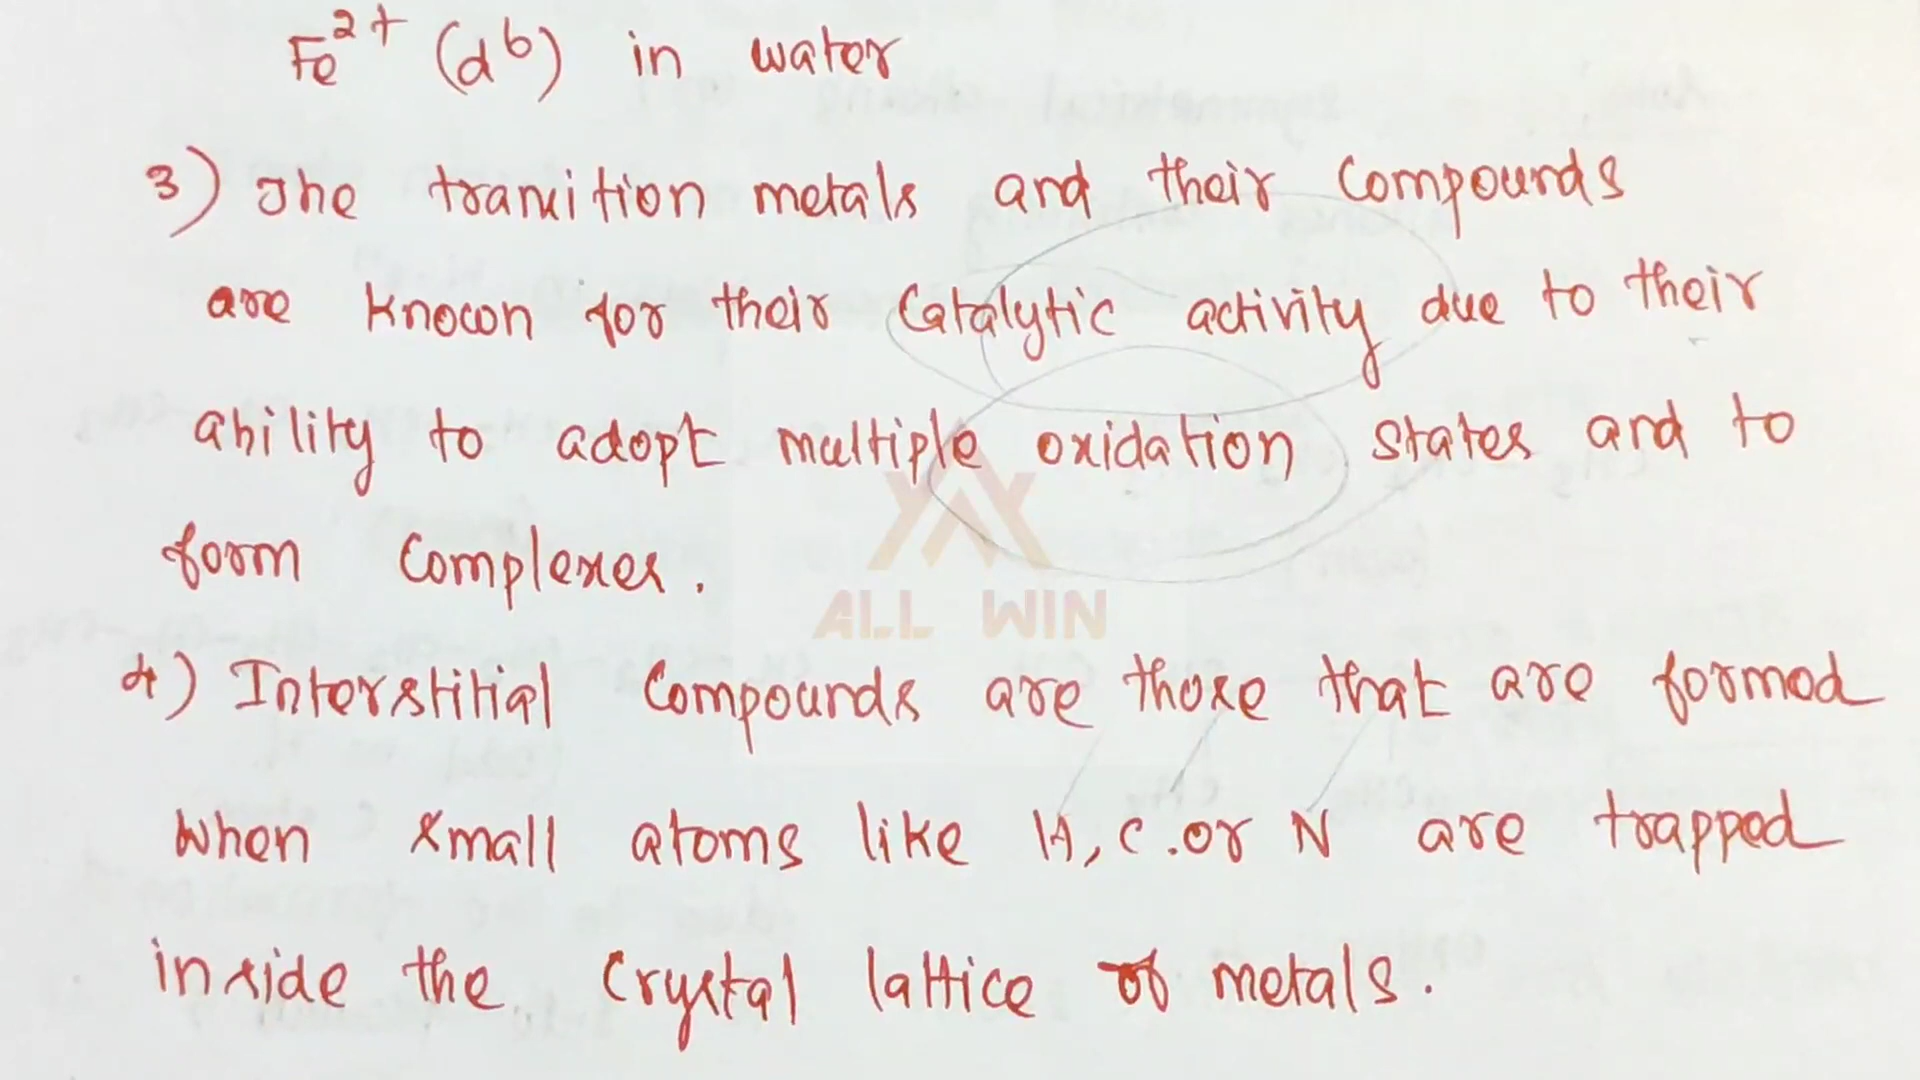 Fe²⁺ (d⁶) in water
3) The transition metals and their compounds
are known for their catalytic activity due to their
ability to adopt multiple oxidation states and to
form complexes.
ALL WIN
4) Interstitial compounds are those that are formed
when small atoms like H, C or N are trapped
inside the crystal lattice of metals.